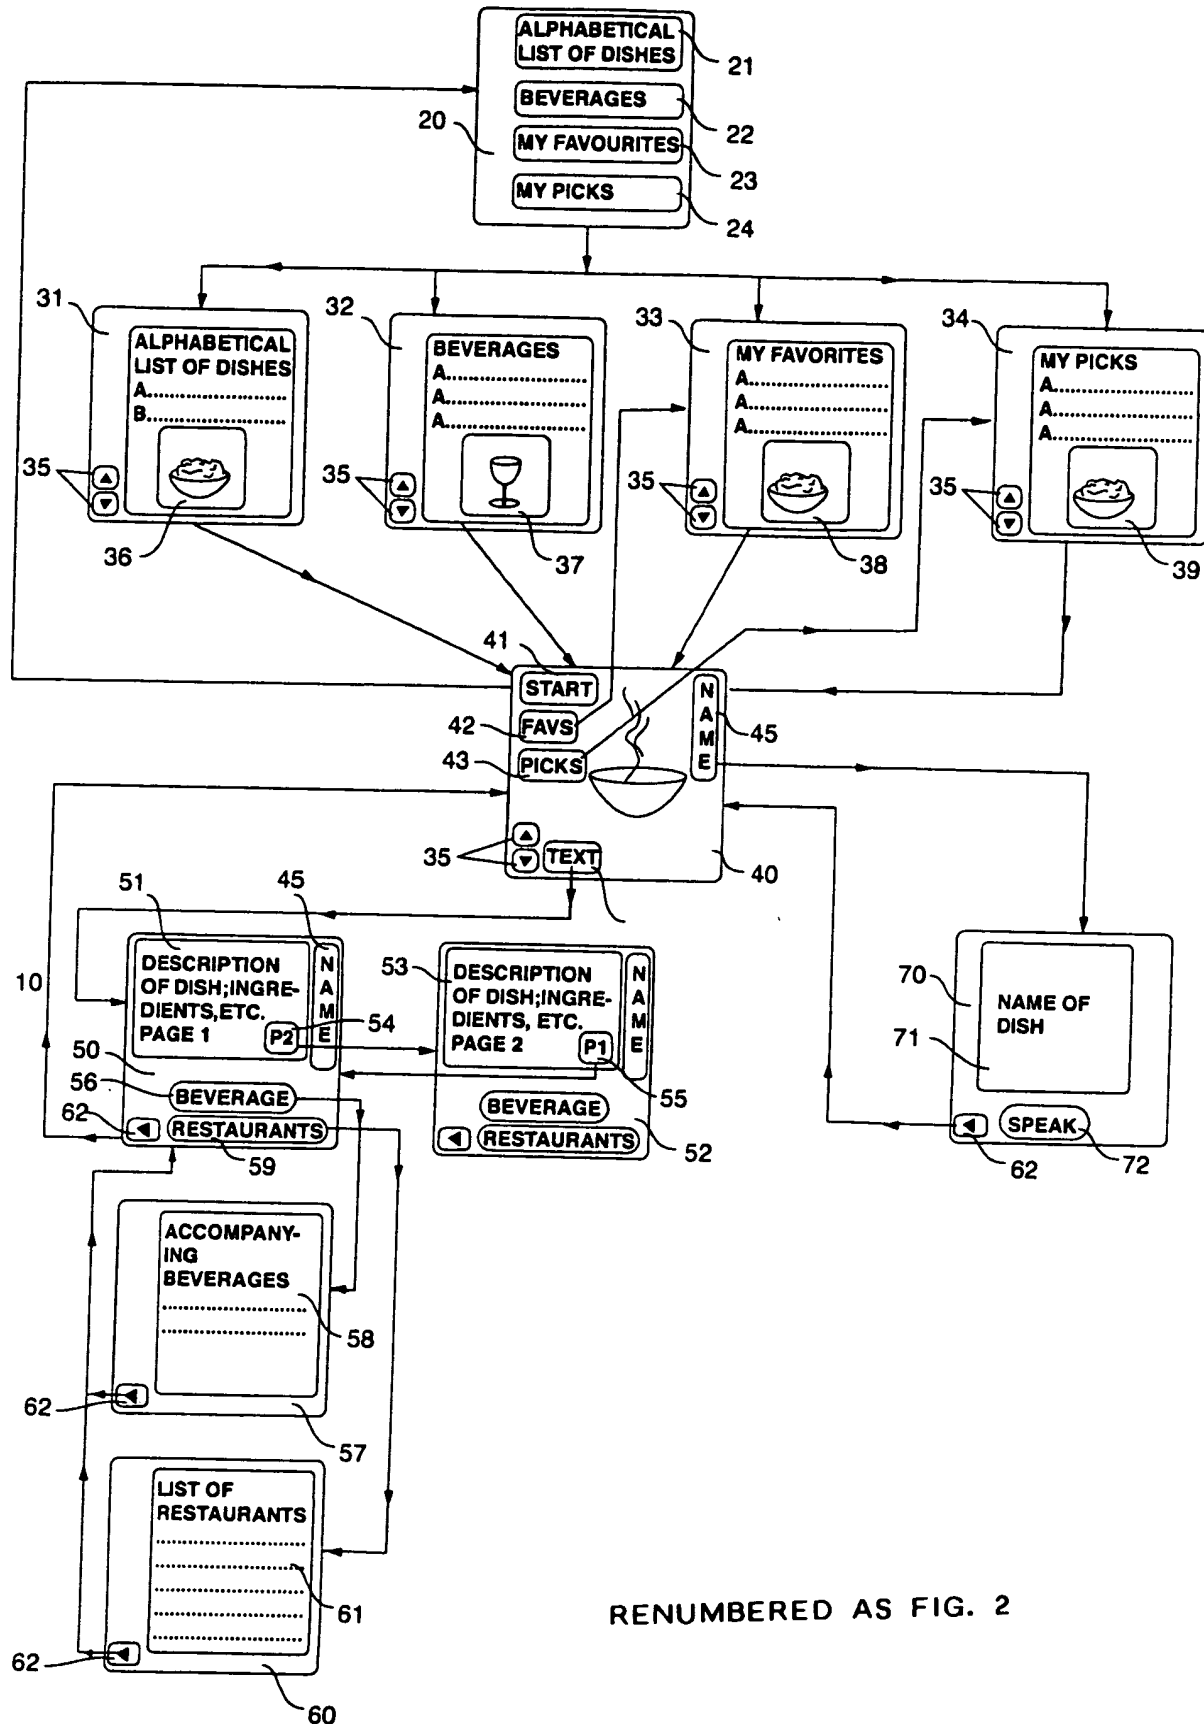 ALPHABETICAL
LIST OF DISHES
21
BEVERAGES
22
20
MY FAVOURITES
23
MY PICKS
24
31
ALPHABETICAL
LIST OF DISHES
A..............................
B..............................
35
36
32
BEVERAGES
A..............................
A..............................
A..............................
35
37
33
MY FAVORITES
A..............................
A..............................
A..............................
35
38
34
MY PICKS
A..............................
A..............................
A..............................
35
39
41
START
42
FAVS
43
PICKS
NAME
45
35
TEXT
40
10
51
45
DESCRIPTION
OF DISH;INGRE-
DIENTS,ETC.
PAGE 1
P2
54
NAME
50
56
BEVERAGE
62
RESTAURANTS
59
53
DESCRIPTION
OF DISH;INGRE-
DIENTS, ETC.
PAGE 2
P1
55
NAME
BEVERAGE
RESTAURANTS
52
70
NAME OF
DISH
71
SPEAK
62
72
ACCOMPANY-
ING
BEVERAGES
58
62
57
LIST OF
RESTAURANTS
61
62
60
RENUMBERED AS FIG. 2